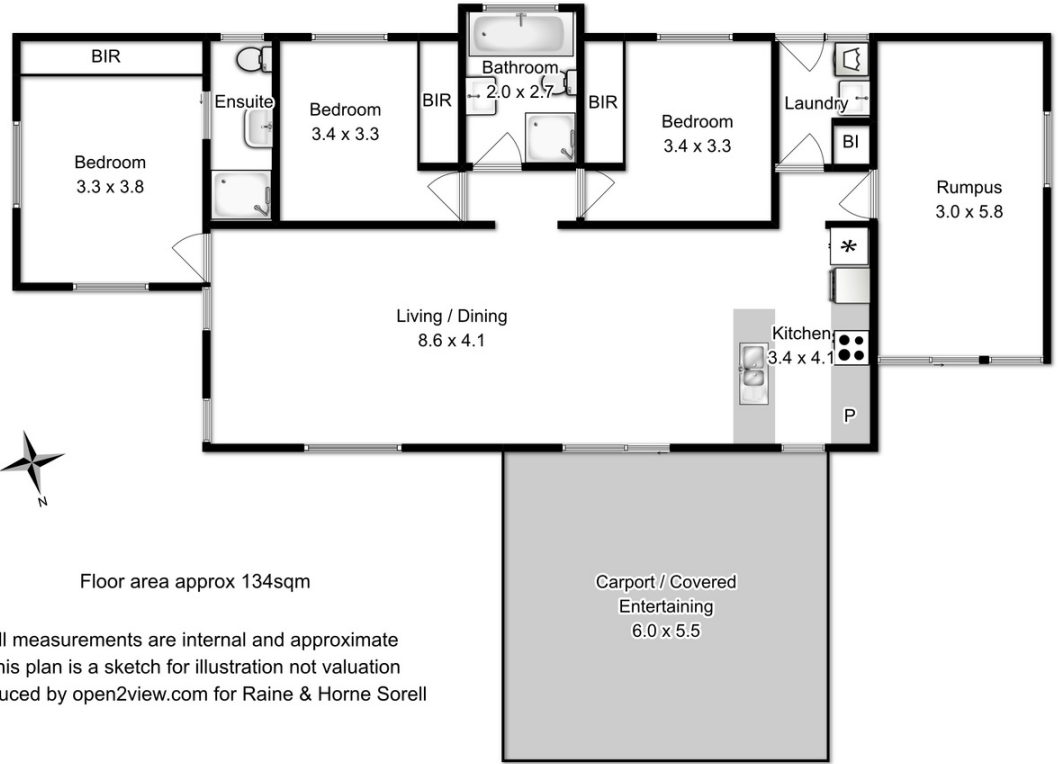 BIR
Bedroom
3.3 x 3.8
Ensuite
Bedroom
3.4 x 3.3
BIR
Bathroom
2.0 x 2.7
BIR
Bedroom
3.4 x 3.3
Laundry
BI
Rumpus
3.0 x 5.8
*
Living / Dining
8.6 x 4.1
Kitchen
3.4 x 4.1
P
N
Floor area approx 134sqm
Carport / Covered
Entertaining
6.0 x 5.5
ll measurements are internal and approximate
his plan is a sketch for illustration not valuation
uced by open2view.com for Raine & Horne Sorell